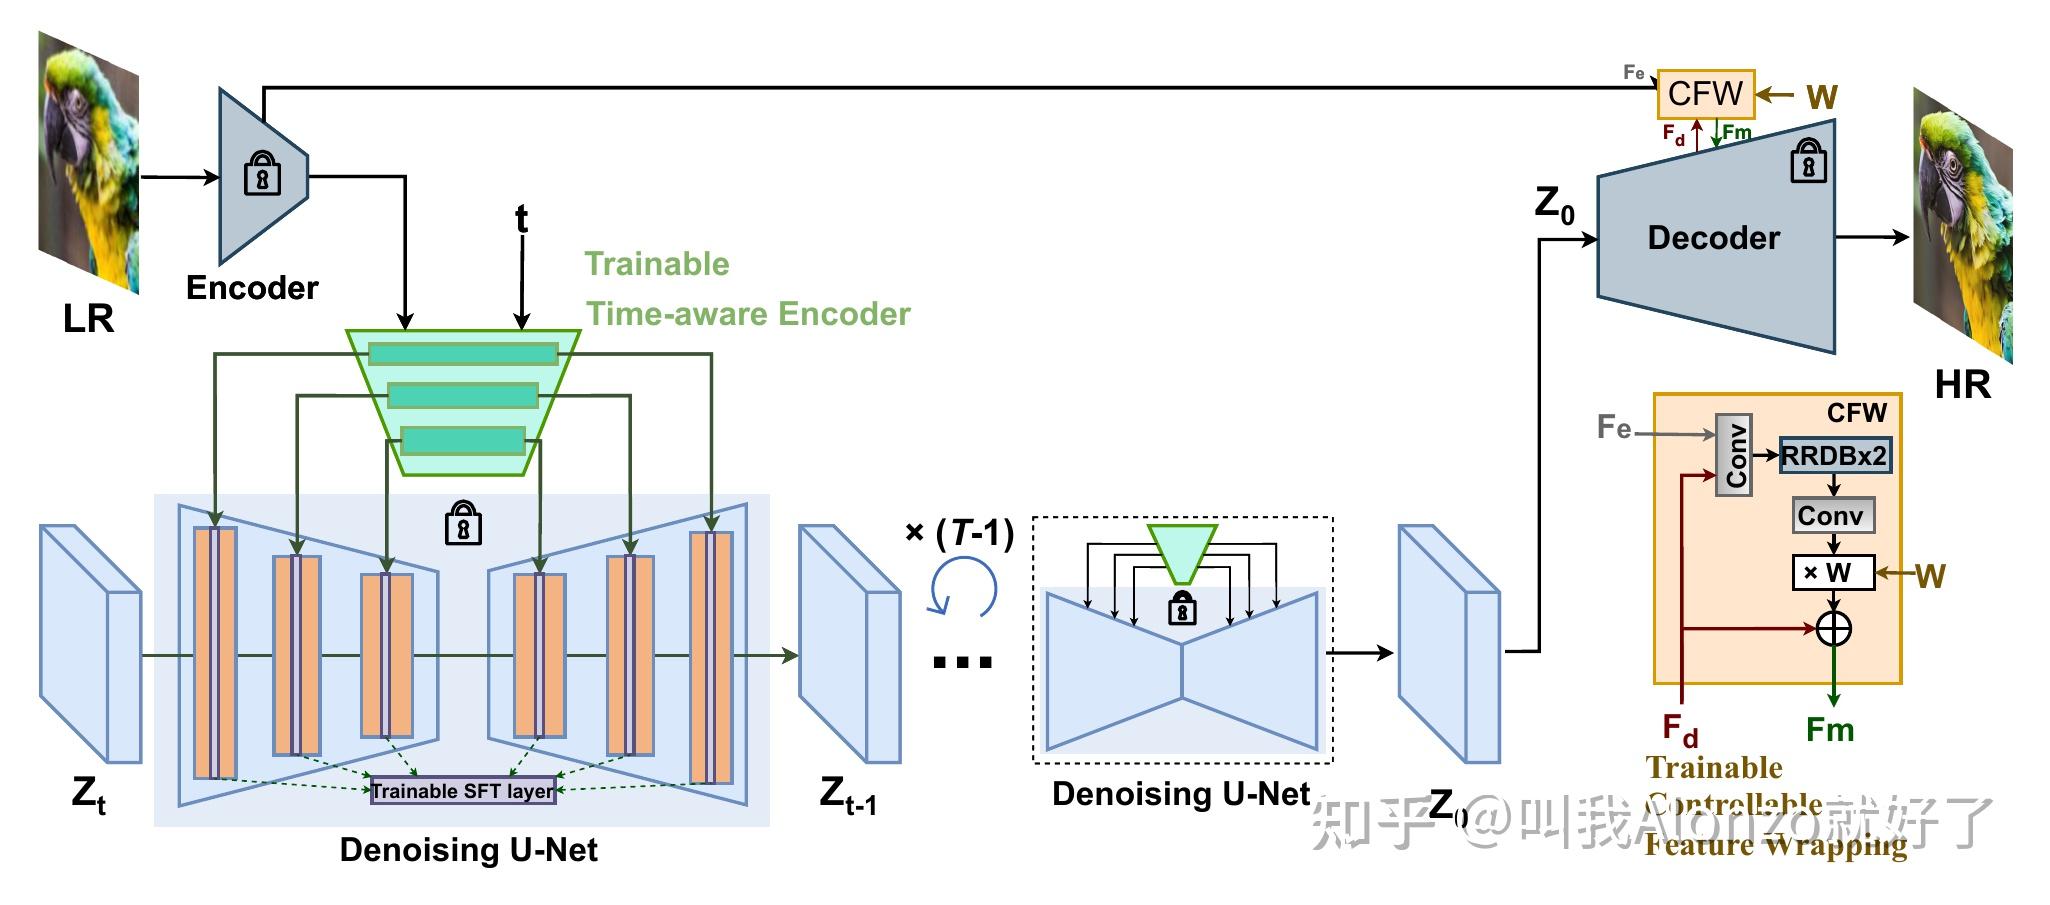 LR
Encoder
t
Trainable
Time-aware Encoder
Fe
CFW
W
Fd
Fm
Z0
Decoder
HR
Zt
Trainable SFT layer
Denoising U-Net
Zt-1
× (T-1)
...
Denoising U-Net
Z0
CFW
Fe
Conv
RRDBx2
Conv
× W
W
Fd
Fm
Trainable
Controllable
Feature Wrapping
知乎 @叫我Alonzo就好了